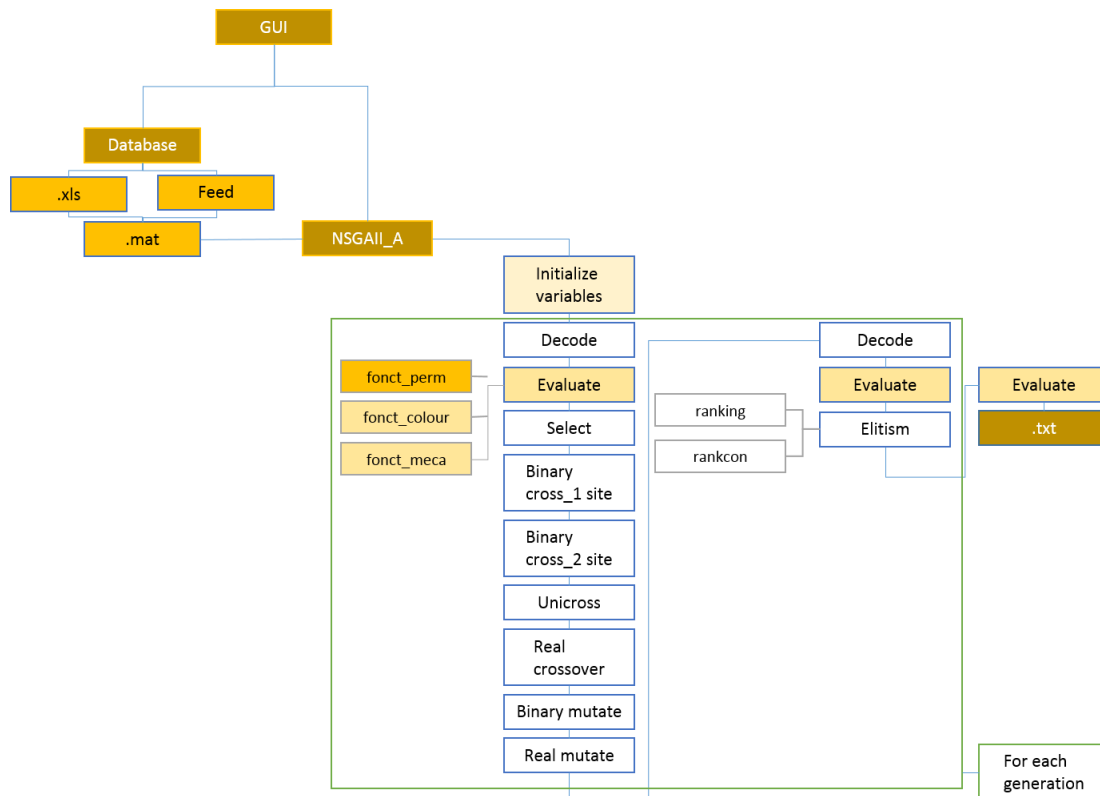 GUI
Database
.xls
Feed
.mat
NSGAII_A
Initialize
variables
Decode
fonct_perm
Evaluate
fonct_colour
Select
fonct_meca
Binary
cross_1 site
Binary
cross_2 site
Unicross
Real
crossover
Binary mutate
Real mutate
Decode
Evaluate
ranking
Elitism
rankcon
Evaluate
.txt
For each
generation